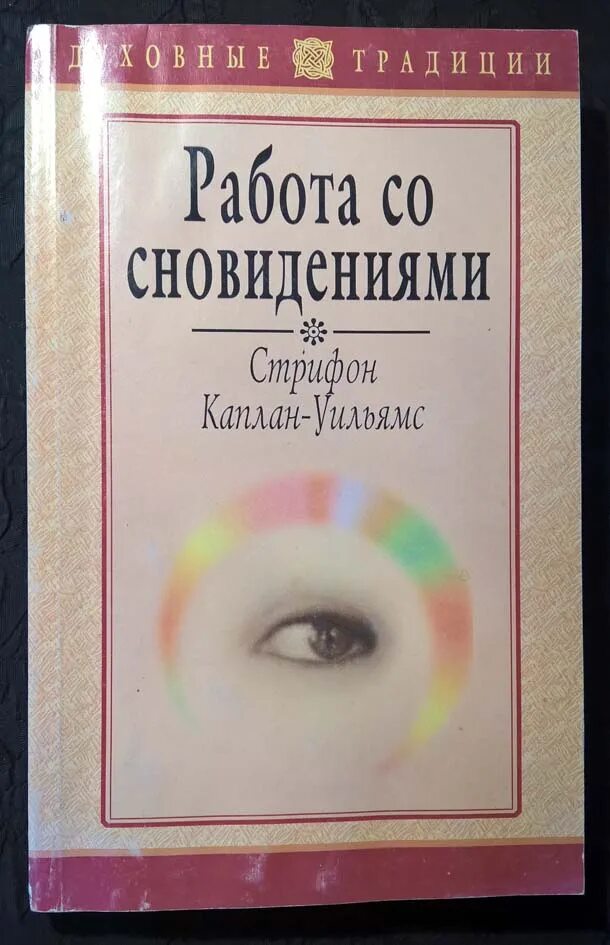 ДУХОВНЫЕ ТРАДИЦИИ
Работа со
сновидениями
Стрифон
Каплан-Уильямс